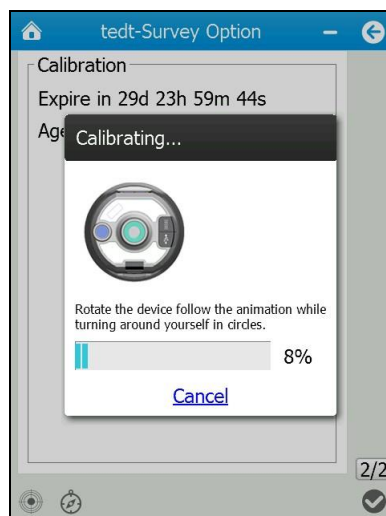 tedt-Survey Option
Calibration
Expire in 29d 23h 59m 44s
Age
Calibrating...
Rotate the device follow the animation while
turning around yourself in circles.
8%
Cancel
2/2